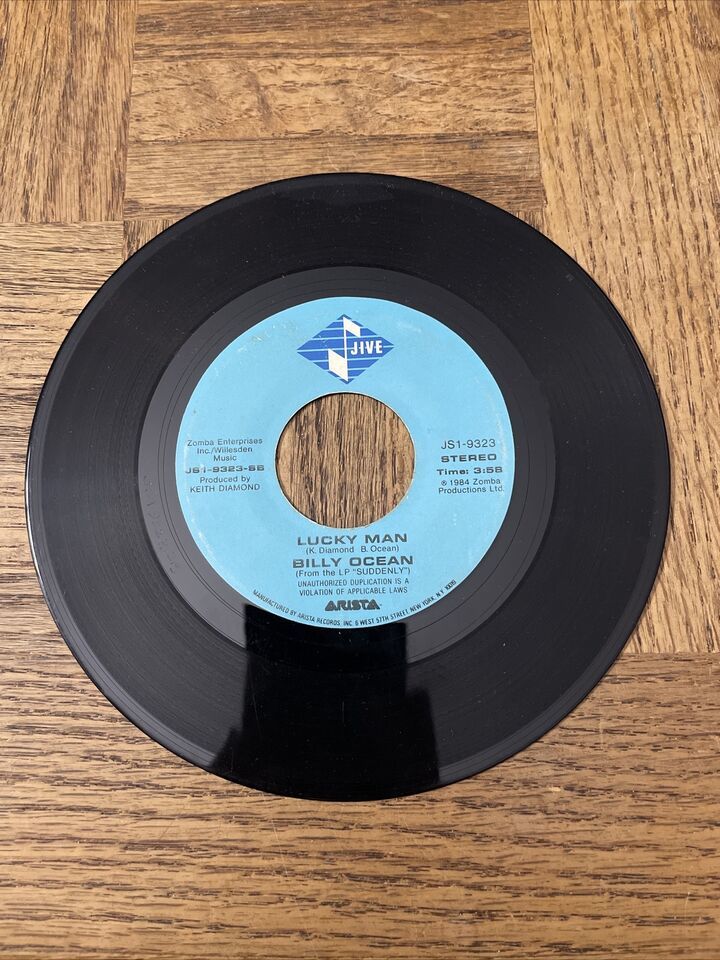 JIVE
Zomba Enterprises
Inc./Willesden
Music
JS1-9323-SB
Produced by
KEITH DIAMOND
JS1-9323
STEREO
Time: 3:58
℗ 1984 Zomba
Productions Ltd.
LUCKY MAN
(K. Diamond B. Ocean)
BILLY OCEAN
(From the LP "SUDDENLY")
UNAUTHORIZED DUPLICATION IS A
VIOLATION OF APPLICABLE LAWS
ARISTA
MANUFACTURED BY ARISTA RECORDS, INC. 6 WEST 57TH STREET, NEW YORK, N.Y. 10019